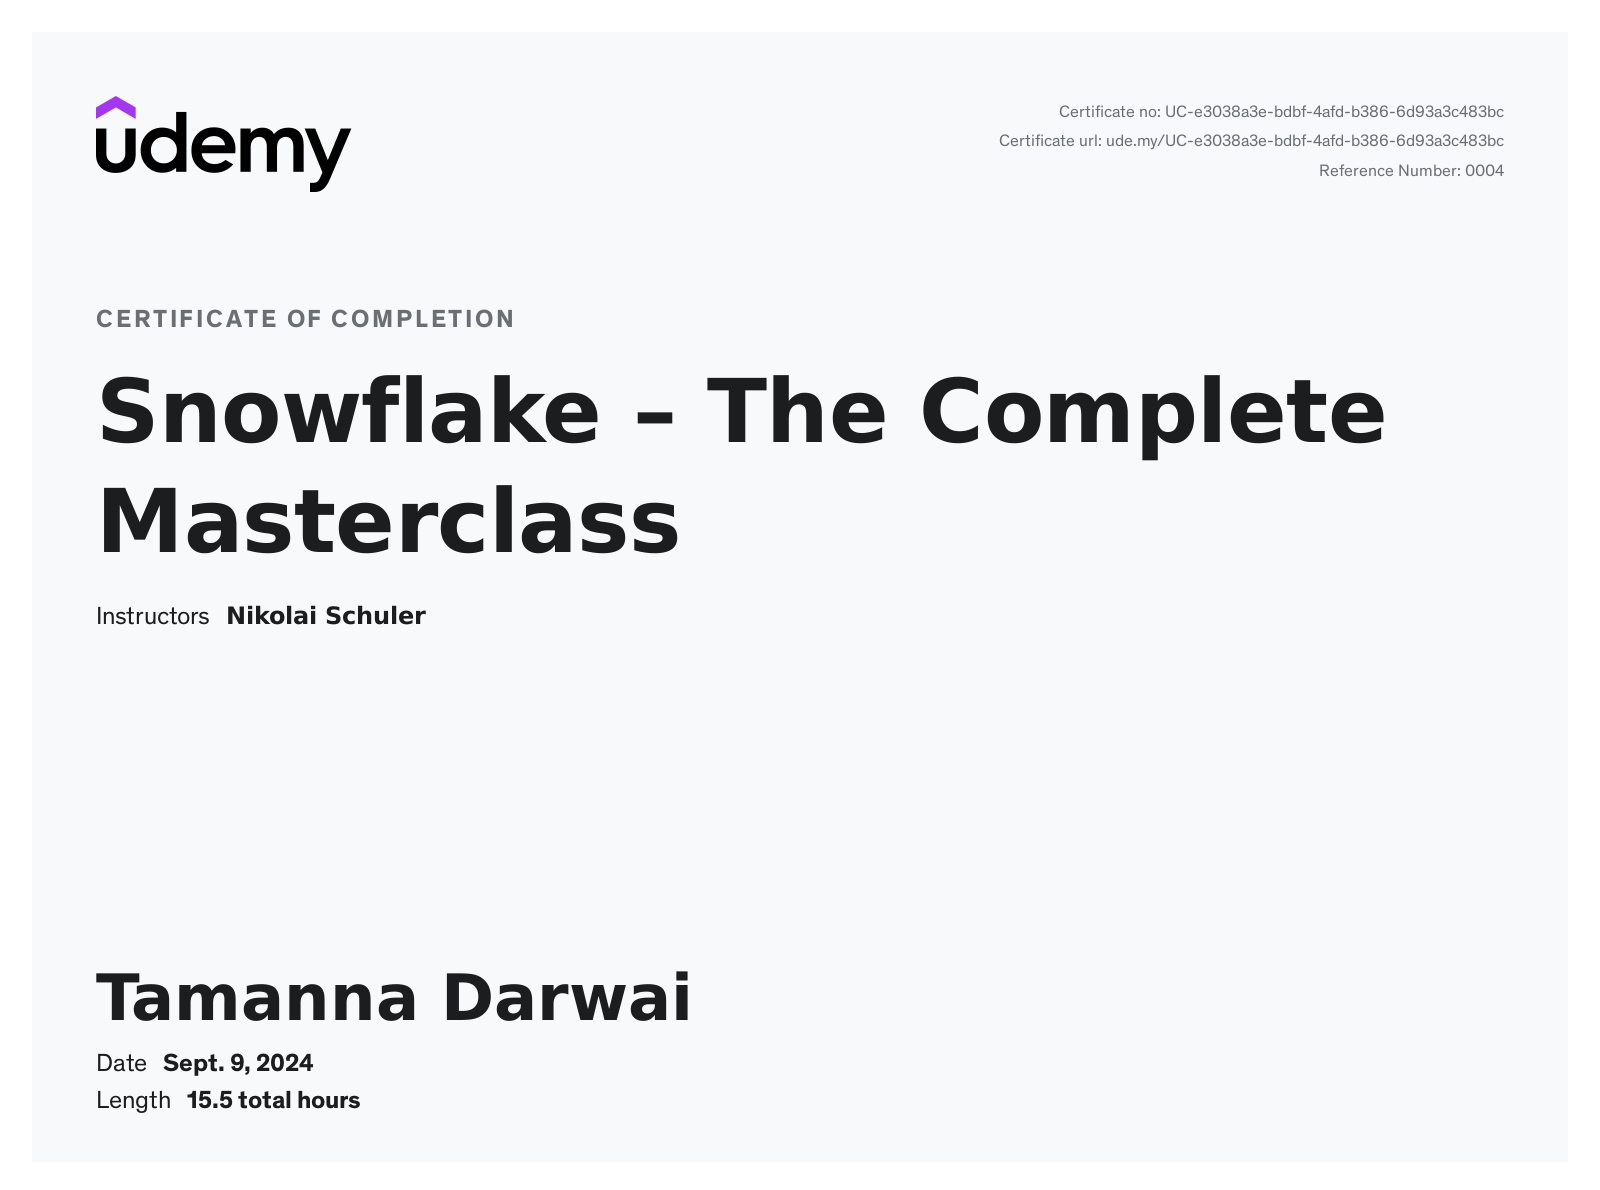 udemy
Certificate no: UC-e3038a3e-bdbf-4afd-b386-6d93a3c483bc
Certificate url: ude.my/UC-e3038a3e-bdbf-4afd-b386-6d93a3c483bc
Reference Number: 0004
CERTIFICATE OF COMPLETION
Snowflake – The Complete
Masterclass
Instructors Nikolai Schuler
Tamanna Darwai
Date Sept. 9, 2024
Length 15.5 total hours